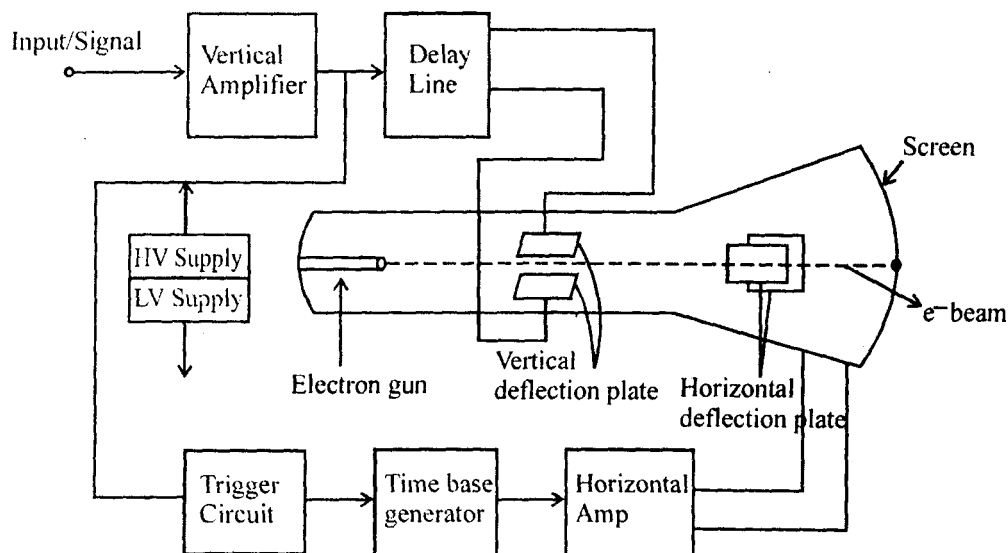 Input/Signal
Vertical
Amplifier
Delay
Line
Screen
HV Supply
LV Supply
e⁻ beam
Electron gun
Vertical
deflection plate
Horizontal
deflection plate
Trigger
Circuit
Time base
generator
Horizontal
Amp